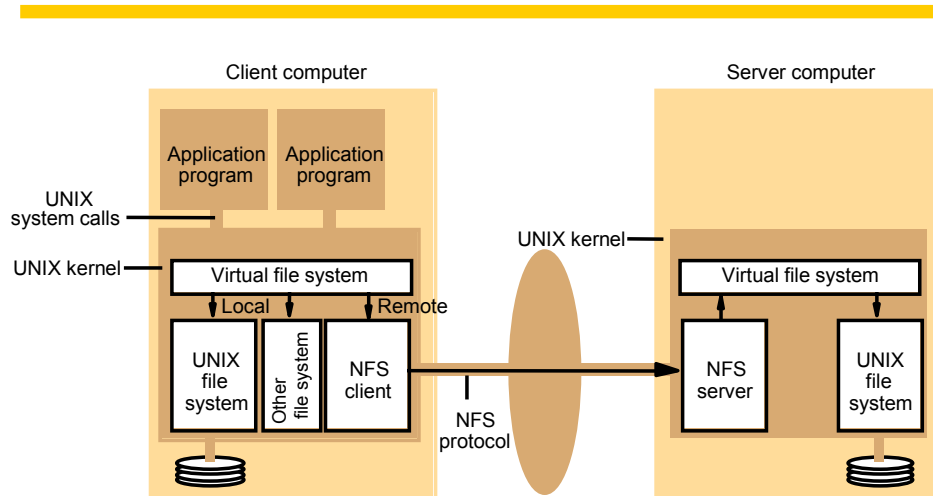 Client computer
Server computer
Application
program
Application
program
UNIX
system calls
UNIX kernel
UNIX kernel
Virtual file system
Virtual file system
Local
Remote
UNIX
file
system
Other
file system
NFS
client
NFS
server
UNIX
file
system
NFS
protocol